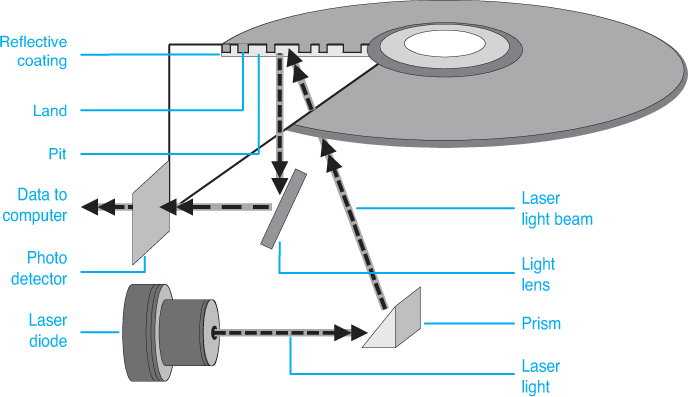 Reflective
coating
Land
Pit
Data to
computer
Photo
detector
Laser
diode
Laser
light beam
Light
lens
Prism
Laser
light